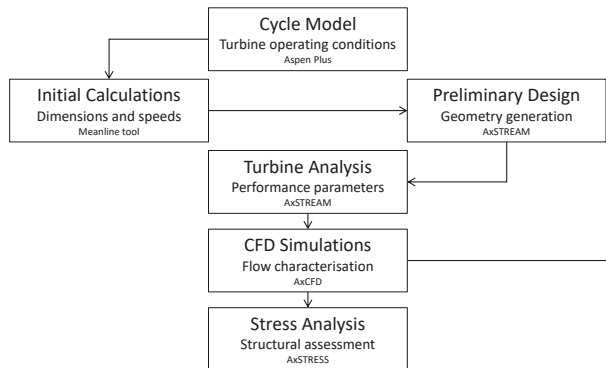 Cycle Model
Turbine operating conditions
Aspen Plus
Initial Calculations
Dimensions and speeds
Meanline tool
Preliminary Design
Geometry generation
AxSTREAM
Turbine Analysis
Performance parameters
AxSTREAM
CFD Simulations
Flow characterisation
AxCFD
Stress Analysis
Structural assessment
AxSTRESS